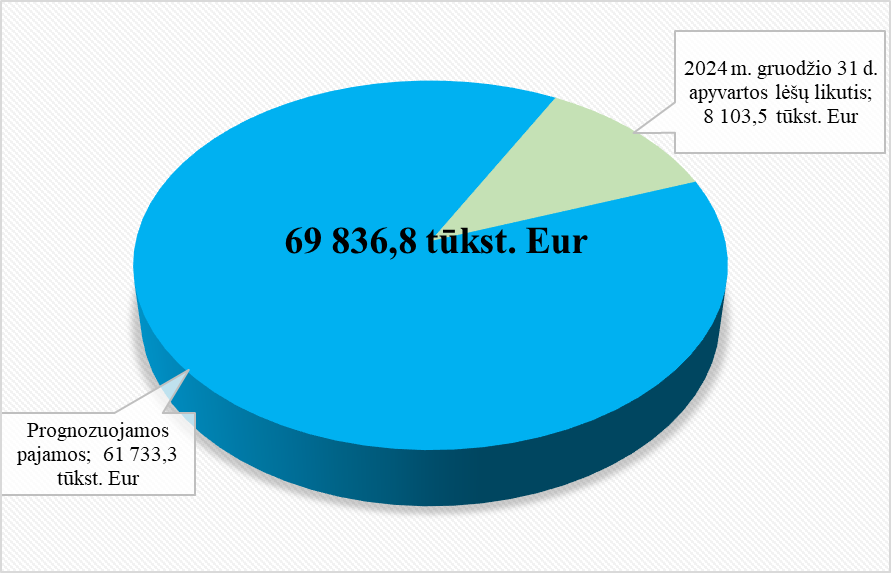 2024 m. gruodžio 31 d.
apyvartos lėšų likutis;
8 103,5 tūkst. Eur
69 836,8 tūkst. Eur
Prognozuojamos
pajamos; 61 733,3
tūkst. Eur